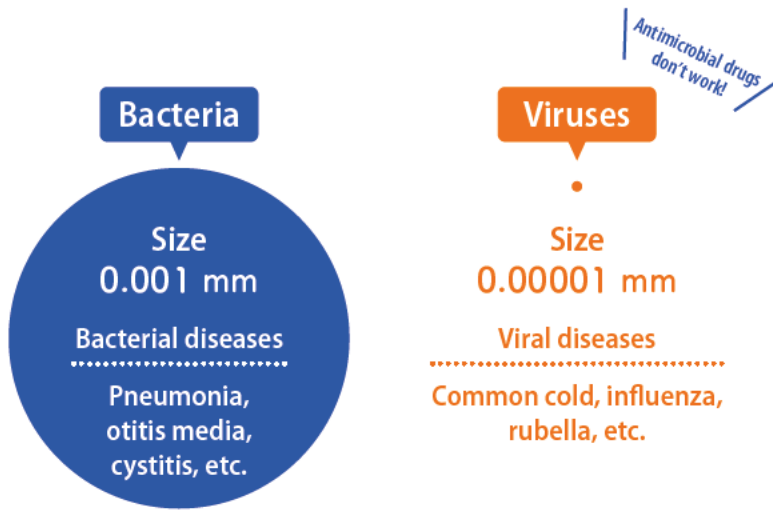 Antimicrobial drugs
don't work!
Bacteria
Size
0.001 mm
Bacterial diseases
Pneumonia,
otitis media,
cystitis, etc.
Viruses
Size
0.00001 mm
Viral diseases
Common cold, influenza,
rubella, etc.